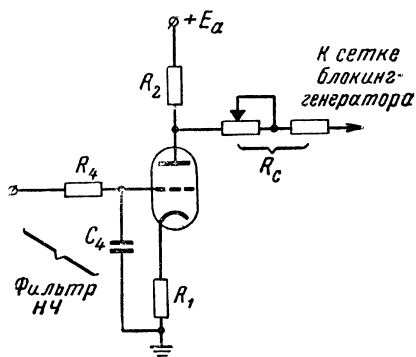 +Eа
R2
К сетке
блокинг-
генератора
Rс
R4
C4
R1
Фильтр
НЧ